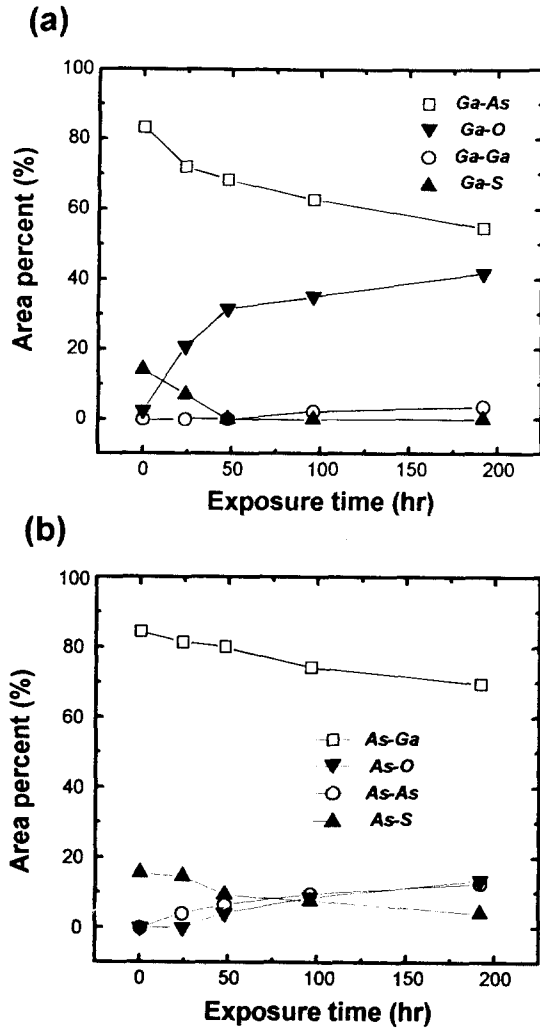 (a)
100
80
60
40
20
0
Area percent (%)
Ga-As
Ga-O
Ga-Ga
Ga-S
0 50 100 150 200
Exposure time (hr)
(b)
100
80
60
40
20
0
Area percent (%)
As-Ga
As-O
As-As
As-S
0 50 100 150 200
Exposure time (hr)